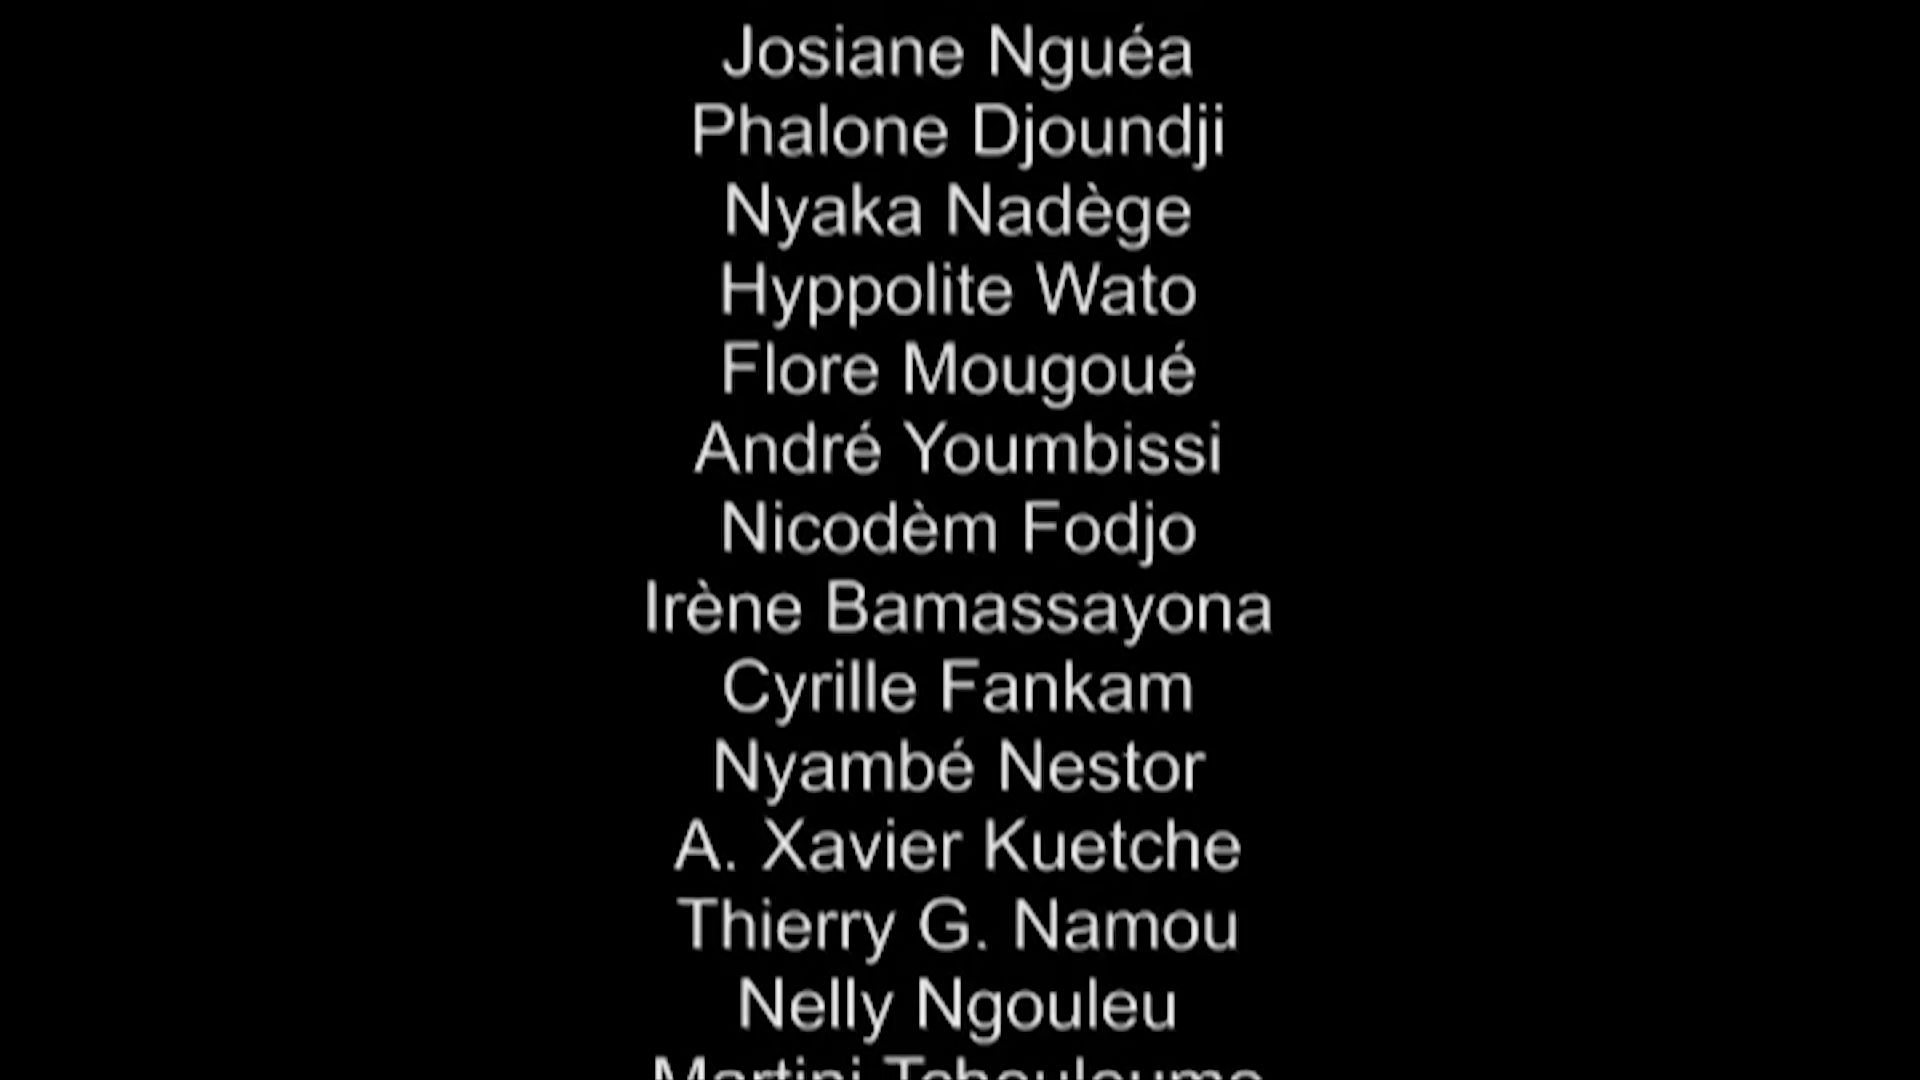 Josiane Nguéa
Phalone Djoundji
Nyaka Nadège
Hyppolite Wato
Flore Mougoué
André Youmbissi
Nicodèm Fodjo
Irène Bamassayona
Cyrille Fankam
Nyambé Nestor
A. Xavier Kuetche
Thierry G. Namou
Nelly Ngouleu
Martini